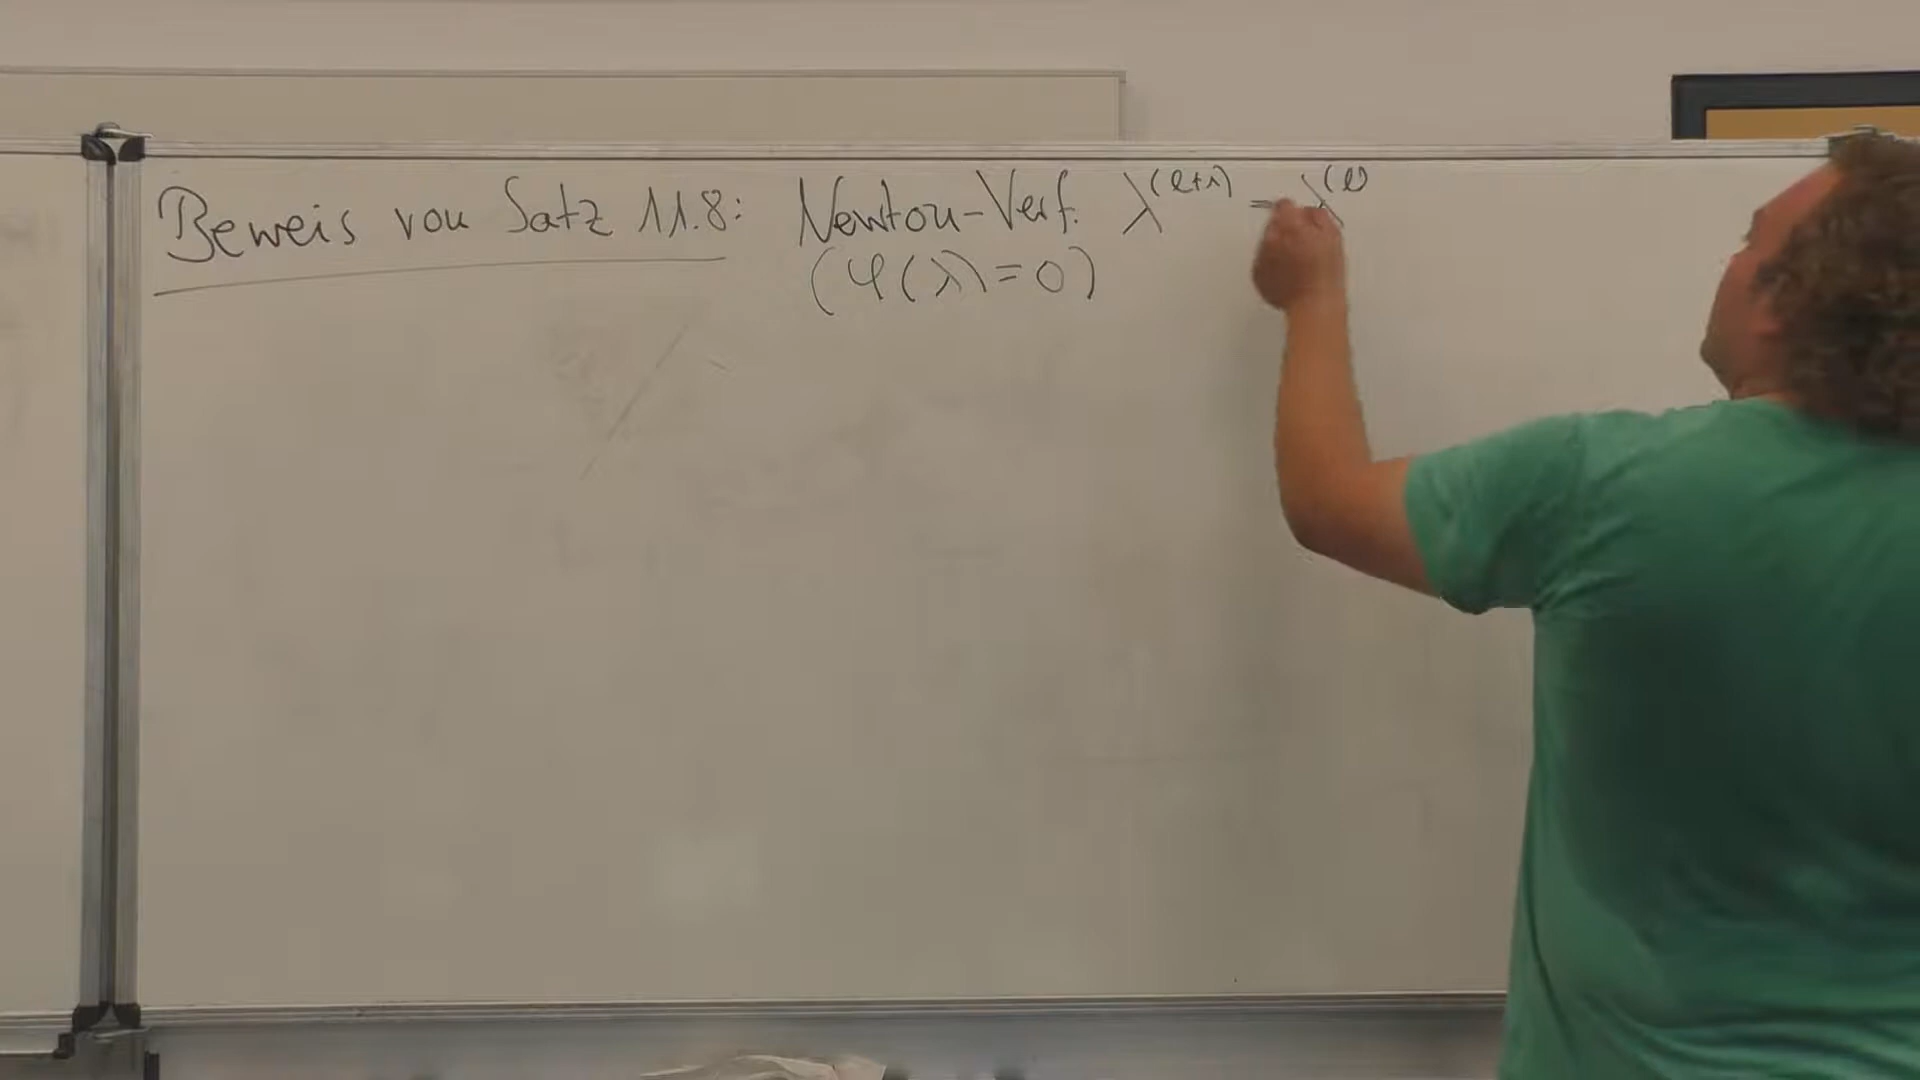 Beweis von Satz 11.8: Newton-Verf. λ^(l+1) = λ^(l)
(φ(λ)=0)